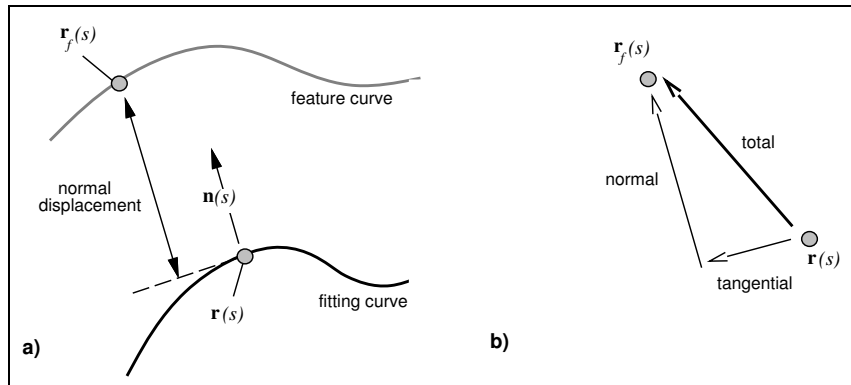 r_f(s)
feature curve
normal
displacement
n(s)
fitting curve
r(s)
a)
r_f(s)
total
normal
r(s)
tangential
b)